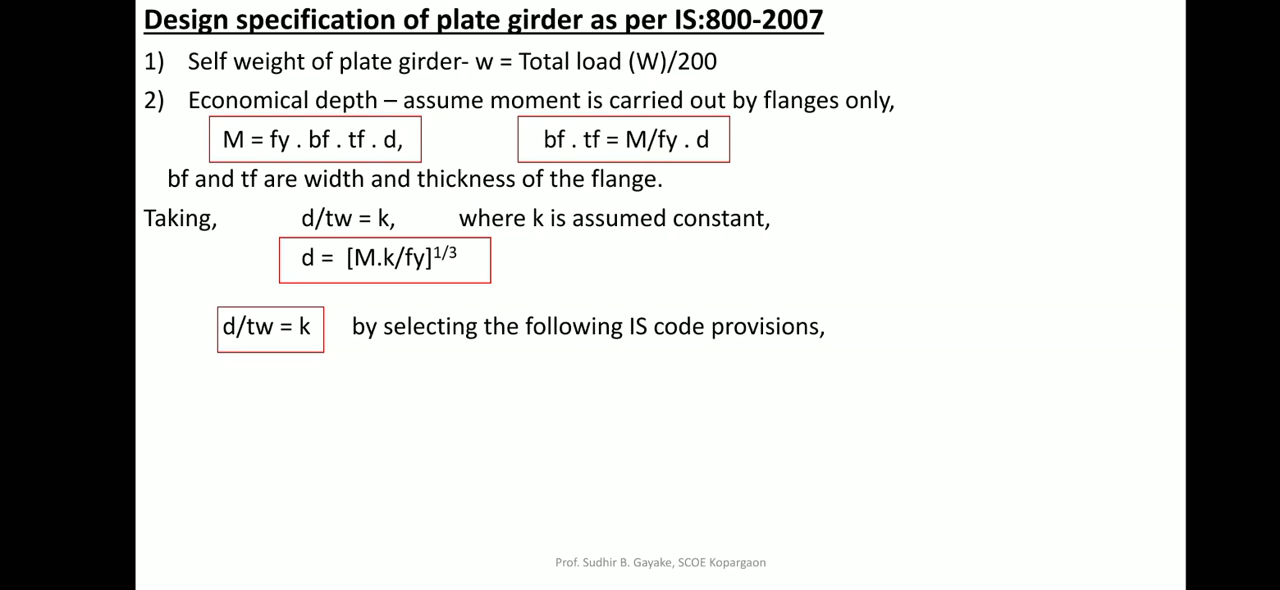 Design specification of plate girder as per IS:800-2007
1) Self weight of plate girder- w = Total load (W)/200
2) Economical depth – assume moment is carried out by flanges only,
M = fy . bf . tf . d, bf . tf = M/fy . d
bf and tf are width and thickness of the flange.
Taking, d/tw = k, where k is assumed constant,
d = [M.k/fy]¹/³
d/tw = k by selecting the following IS code provisions,
Prof. Sudhir B. Gayake, SCOE Kopargaon